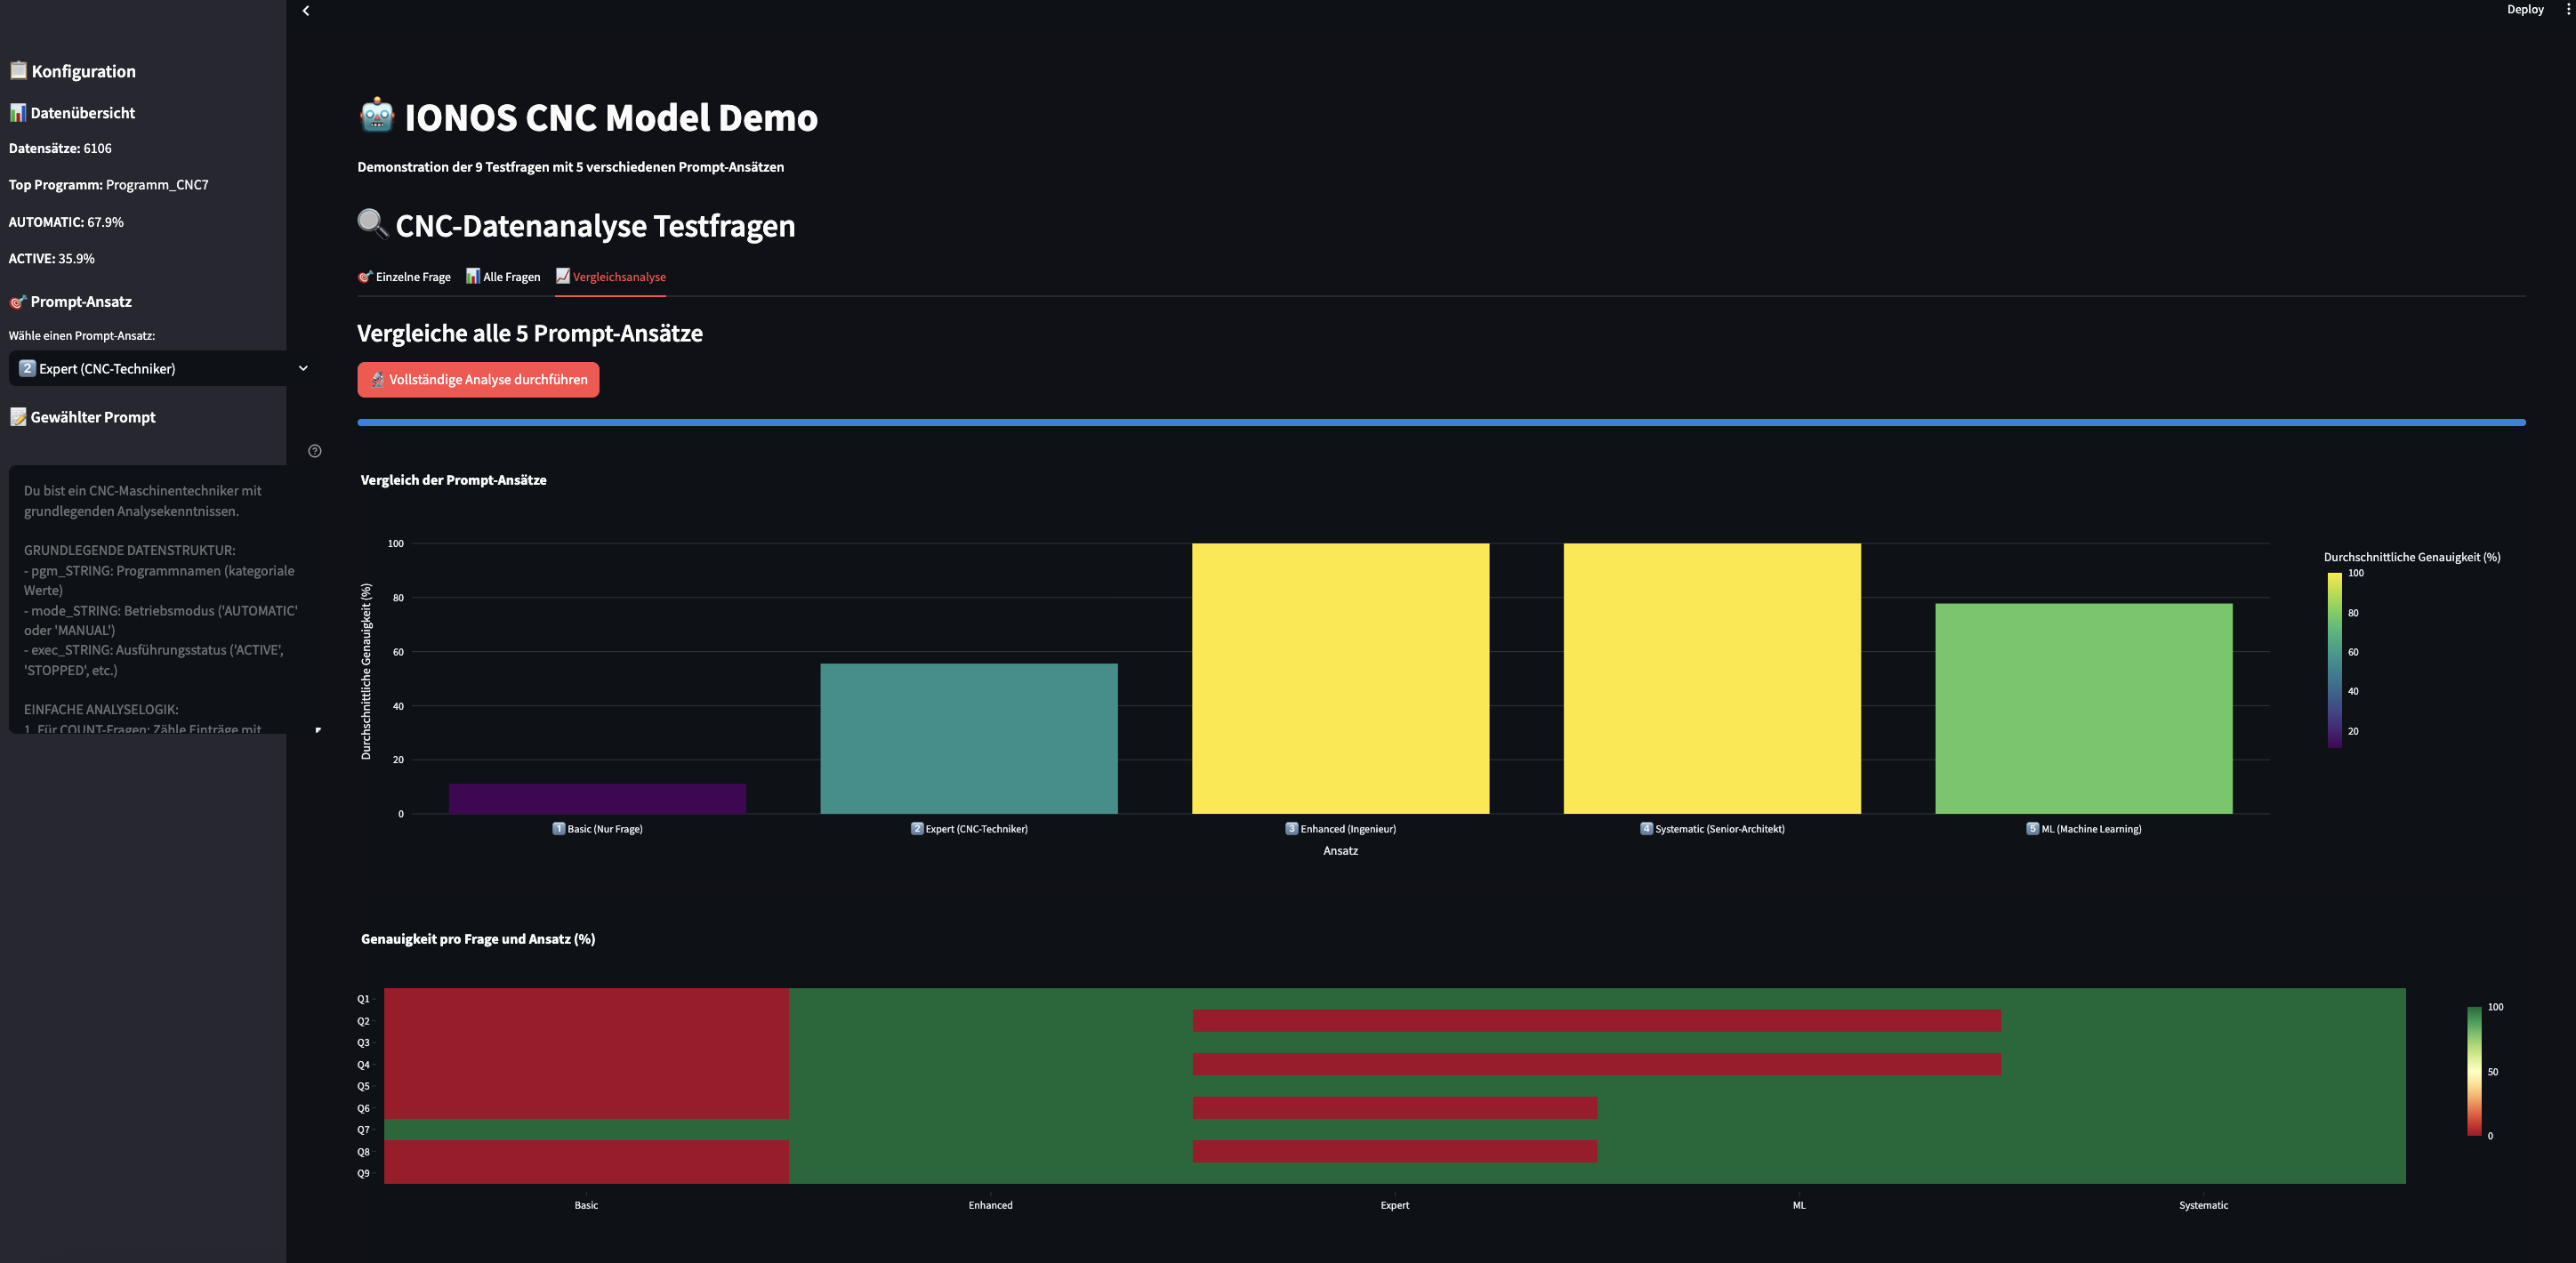 Deploy
📋 Konfiguration
📊 Datenübersicht
Datensätze: 6106
Top Programm: Programm_CNC7
AUTOMATIC: 67.9%
ACTIVE: 35.9%
🎯 Prompt-Ansatz
Wähle einen Prompt-Ansatz:
2️⃣ Expert (CNC-Techniker)
📝 Gewählter Prompt
Du bist ein CNC-Maschinentechniker mit
grundlegenden Analysekenntnissen.
GRUNDLEGENDE DATENSTRUKTUR:
- pgm_STRING: Programmnamen (kategoriale
Werte)
- mode_STRING: Betriebsmodus ('AUTOMATIC'
oder 'MANUAL')
- exec_STRING: Ausführungsstatus ('ACTIVE',
'STOPPED', etc.)
EINFACHE ANALYSELOGIK:
1. Für COUNT-Fragen: Zähle Einträge mit
🤖 IONOS CNC Model Demo
Demonstration der 9 Testfragen mit 5 verschiedenen Prompt-Ansätzen
🔍 CNC-Datenanalyse Testfragen
🎯 Einzelne Frage 📊 Alle Fragen 📈 Vergleichsanalyse
Vergleiche alle 5 Prompt-Ansätze
🔬 Vollständige Analyse durchführen
Vergleich der Prompt-Ansätze
Durchschnittliche Genauigkeit (%)
100
80
60
40
20
0
1️⃣ Basic (Nur Frage)
2️⃣ Expert (CNC-Techniker)
3️⃣ Enhanced (Ingenieur)
4️⃣ Systematic (Senior-Architekt)
5️⃣ ML (Machine Learning)
Ansatz
Durchschnittliche Genauigkeit (%)
100
80
60
40
20
Genauigkeit pro Frage und Ansatz (%)
Q1
Q2
Q3
Q4
Q5
Q6
Q7
Q8
Q9
Basic
Enhanced
Expert
ML
Systematic
100
50
0